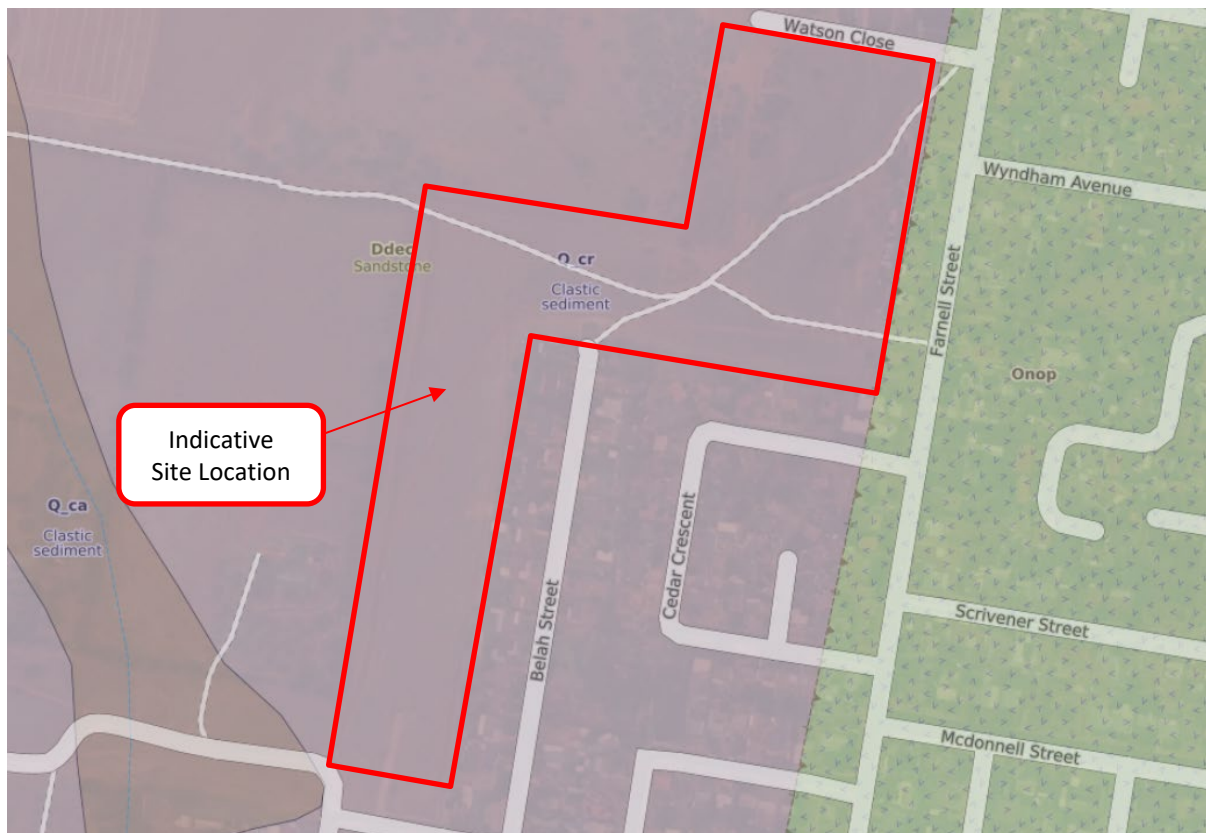 Watson Close
Wyndham Avenue
Ddec
Sandstone
Q_cr
Clastic
sediment
Farnell Street
Onop
Indicative
Site Location
Q_ca
Clastic
sediment
Cedar Crescent
Belah Street
Scrivener Street
Mcdonnell Street